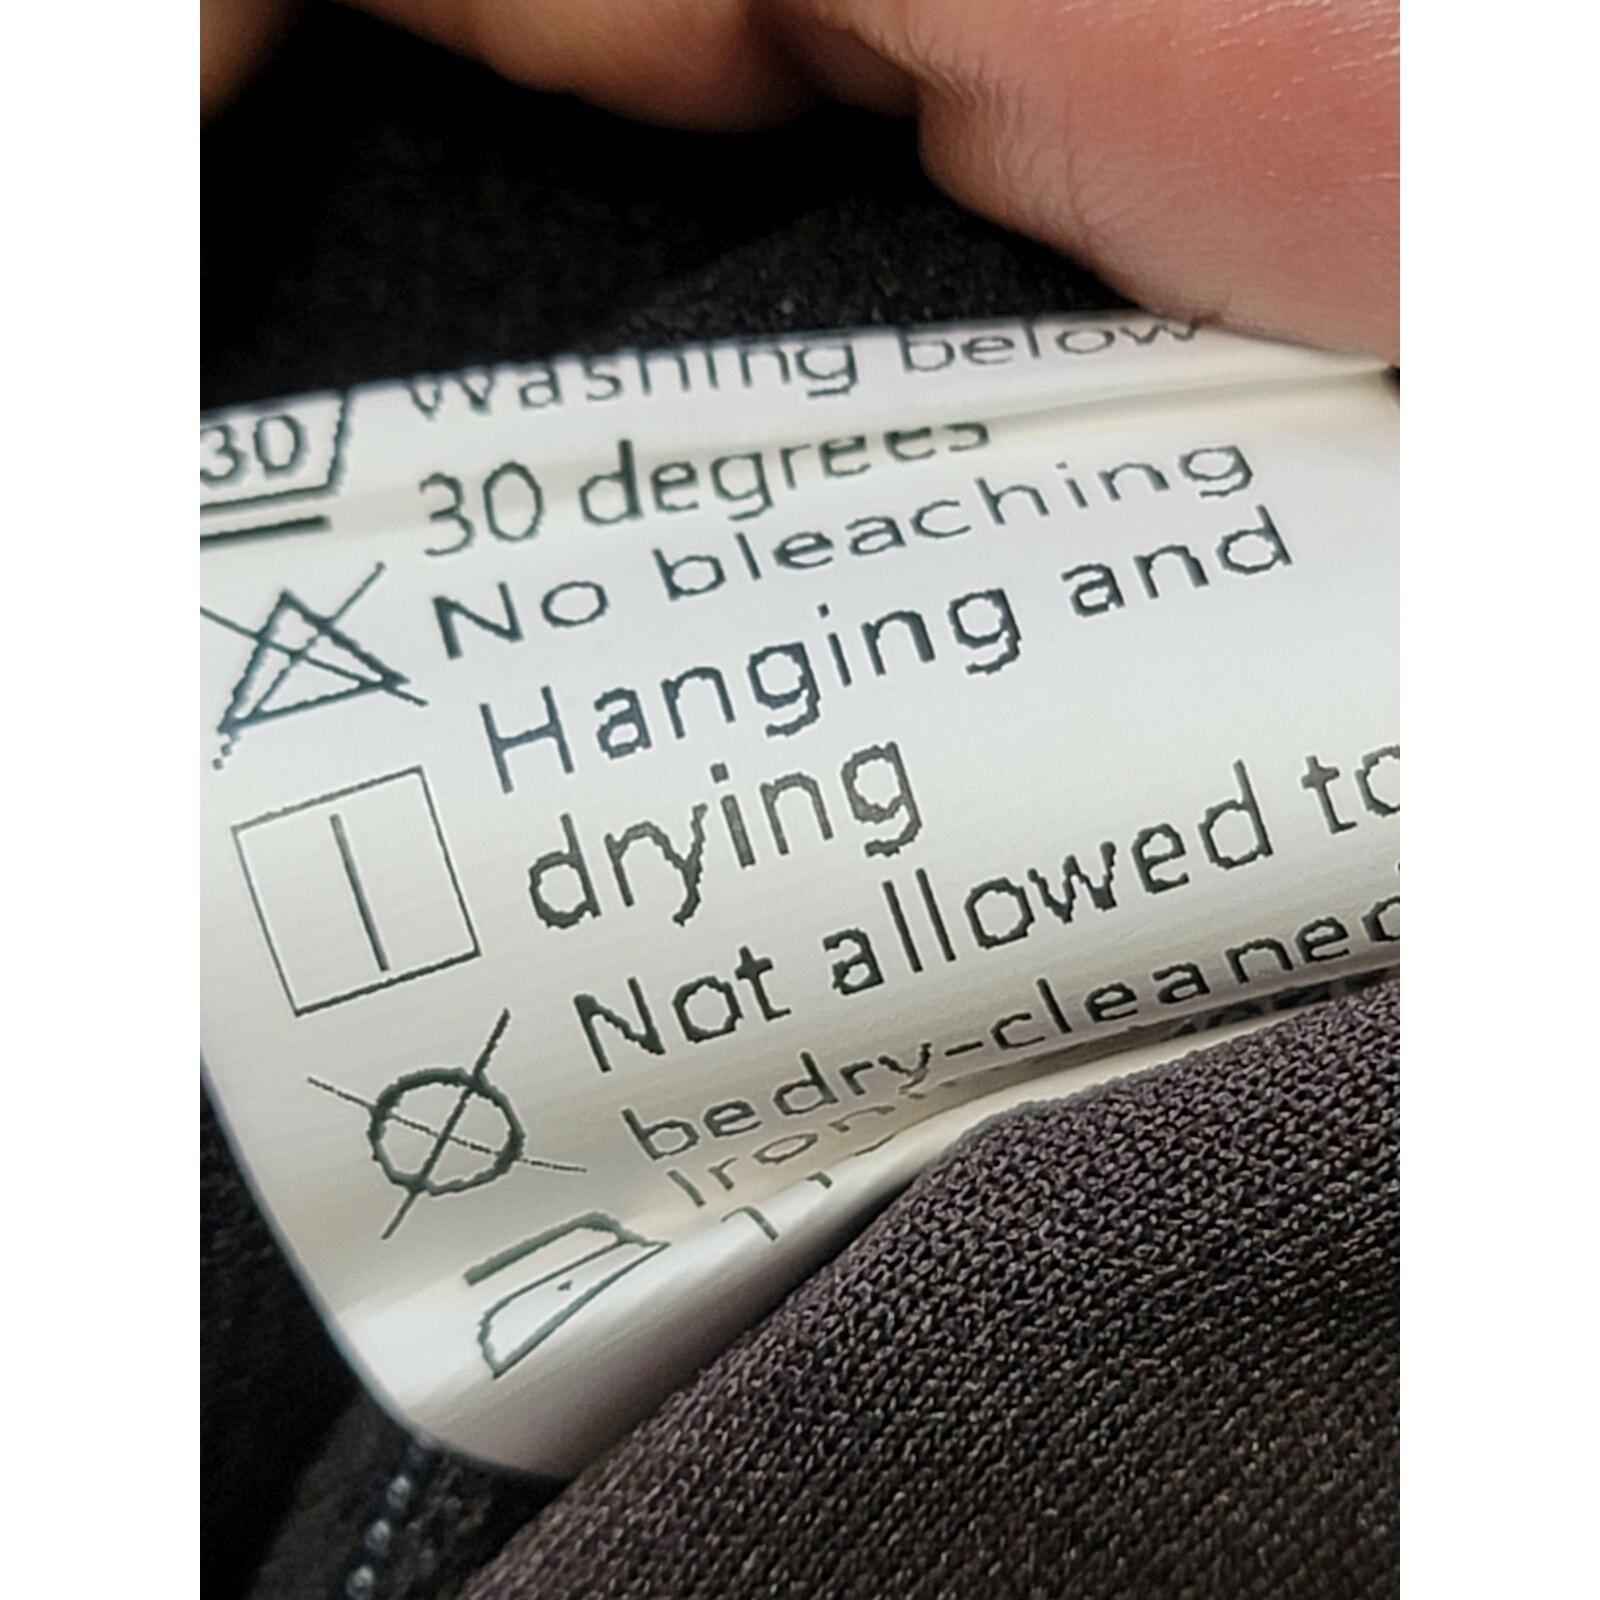 30
Washing below
30 degrees
No bleaching
Hanging and
drying
Not allowed to
bedry-cleaned